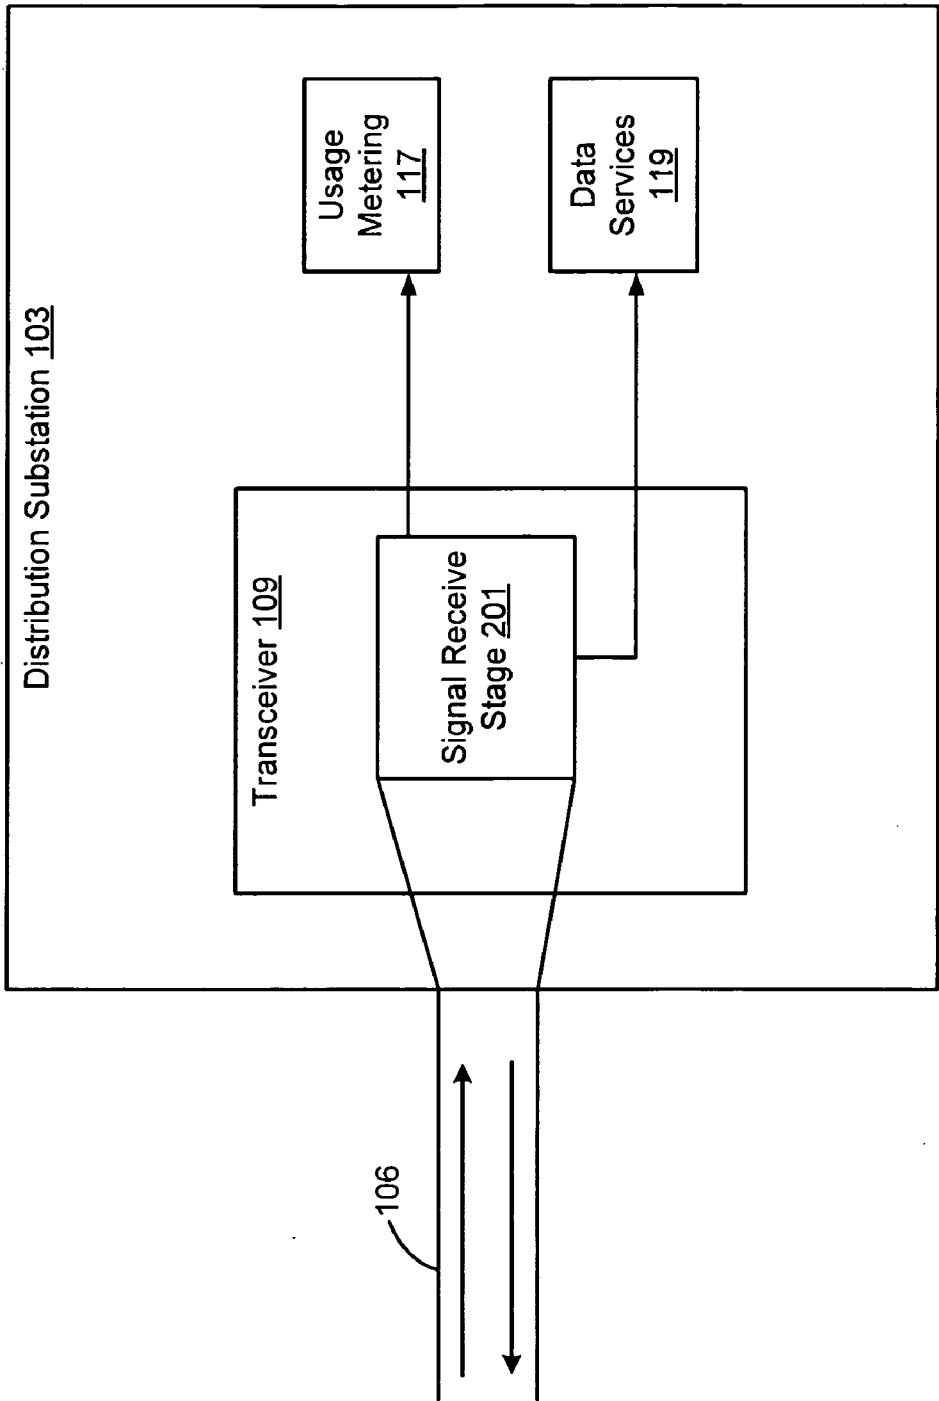 Distribution Substation 103
Transceiver 109
Signal Receive
Stage 201
Usage
Metering
117
Data
Services
119
106